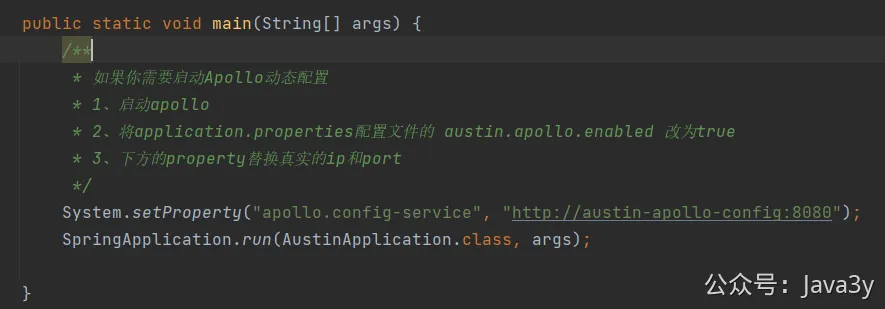 public static void main(String[] args) {
/**
* 如果你需要启动Apollo动态配置
* 1、启动apollo
* 2、将application.properties配置文件的 austin.apollo.enabled 改为true
* 3、下方的property替换真实的ip和port
*/
System.setProperty("apollo.config-service", "http://austin-apollo-config:8080");
SpringApplication.run(AustinApplication.class, args);
}
公众号：Java3y